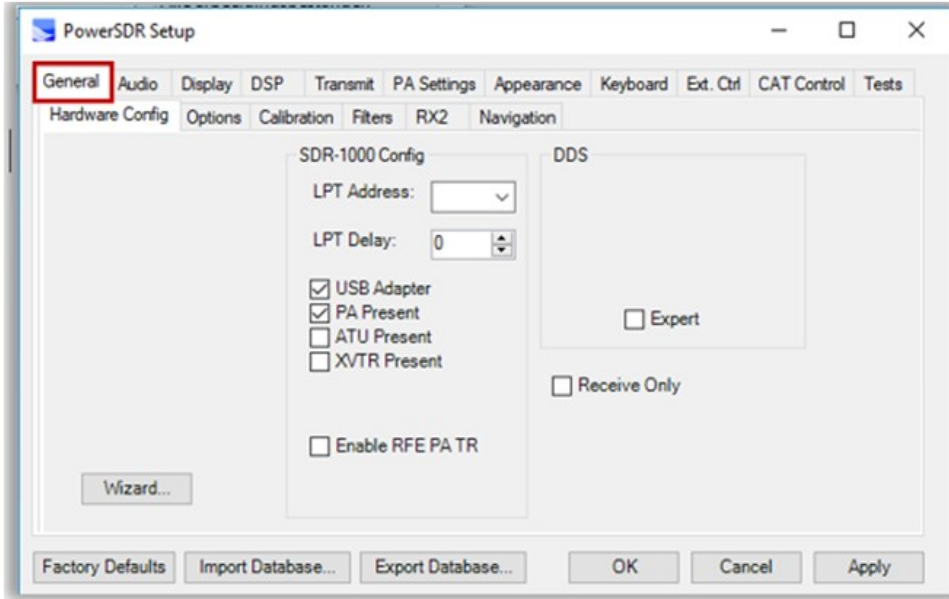 PowerSDR Setup
General Audio Display DSP Transmit PA Settings Appearance Keyboard Ext. Ctrl CAT Control Tests
Hardware Config Options Calibration Filters RX2 Navigation
SDR-1000 Config
DDS
LPT Address:
LPT Delay: 0
USB Adapter
PA Present
ATU Present
XVTR Present
Expert
Receive Only
Enable RFE PA TR
Wizard...
Factory Defaults Import Database... Export Database... OK Cancel Apply